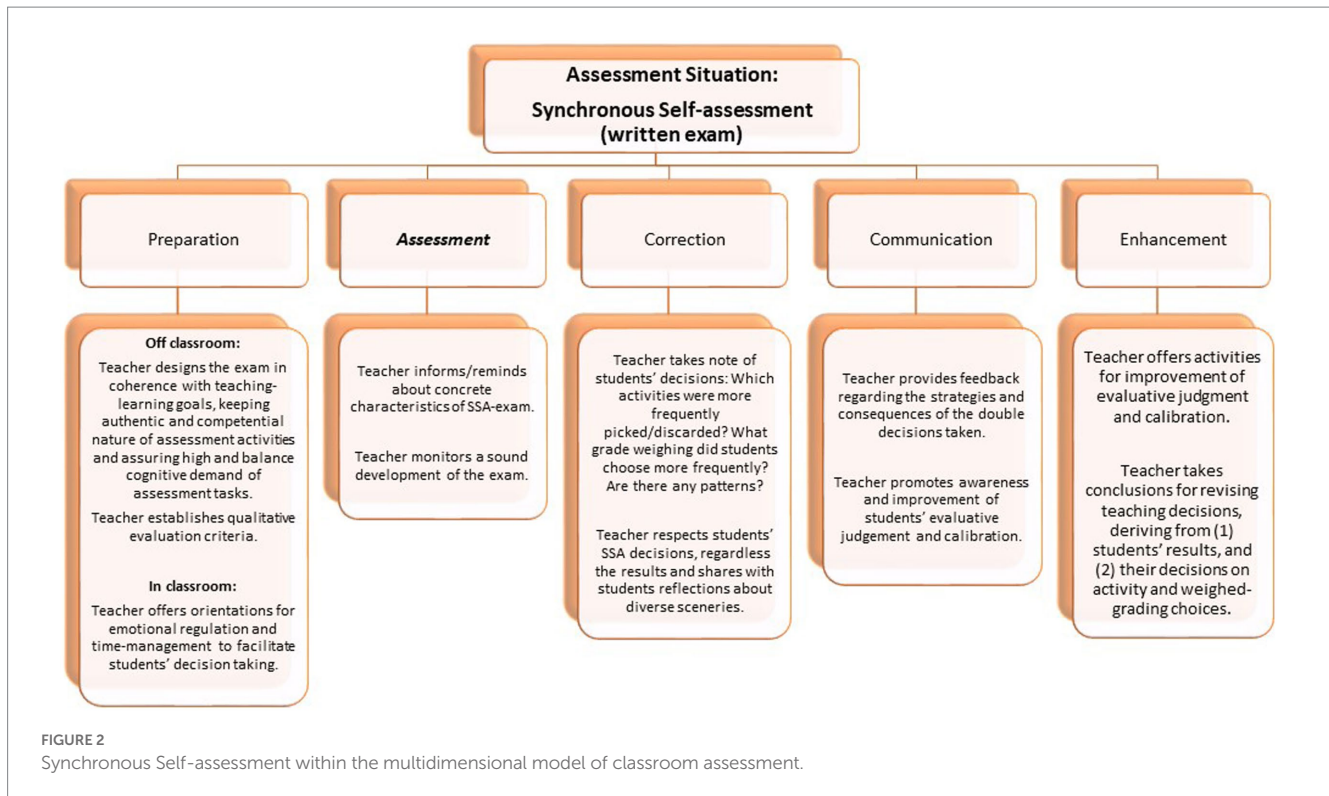 Assessment Situation:
Synchronous Self-assessment
(written exam)
Preparation
Assessment
Correction
Communication
Enhancement
Off classroom:
Teacher designs the exam in
coherence with teaching-
learning goals, keeping
authentic and competential
nature of assessment activities
and assuring high and balance
cognitive demand of
assessment tasks.
Teacher establishes qualitative
evaluation criteria.
In classroom:
Teacher offers orientations for
emotional regulation and
time-management to facilitate
students' decision taking.
Teacher informs/reminds
about concrete
characteristics of SSA-exam.
Teacher monitors a sound
development of the exam.
Teacher takes note of
students' decisions: Which
activities were more
frequently
picked/discarded? What
grade weighing did students
choose more frequently?
Are there any patterns?
Teacher respects students'
SSA decisions, regardless
the results and shares with
students reflections about
diverse sceneries.
Teacher provides feedback
regarding the strategies and
consequences of the double
decisions taken.
Teacher promotes awareness
and improvement of
students' evaluative
judgement and calibration.
Teacher offers activities
for improvement of
evaluative judgment
and calibration.
Teacher takes
conclusions for revising
teaching decisions,
deriving from (1)
students' results, and
(2) their decisions on
activity and weighed-
grading choices.
FIGURE 2
Synchronous Self-assessment within the multidimensional model of classroom assessment.